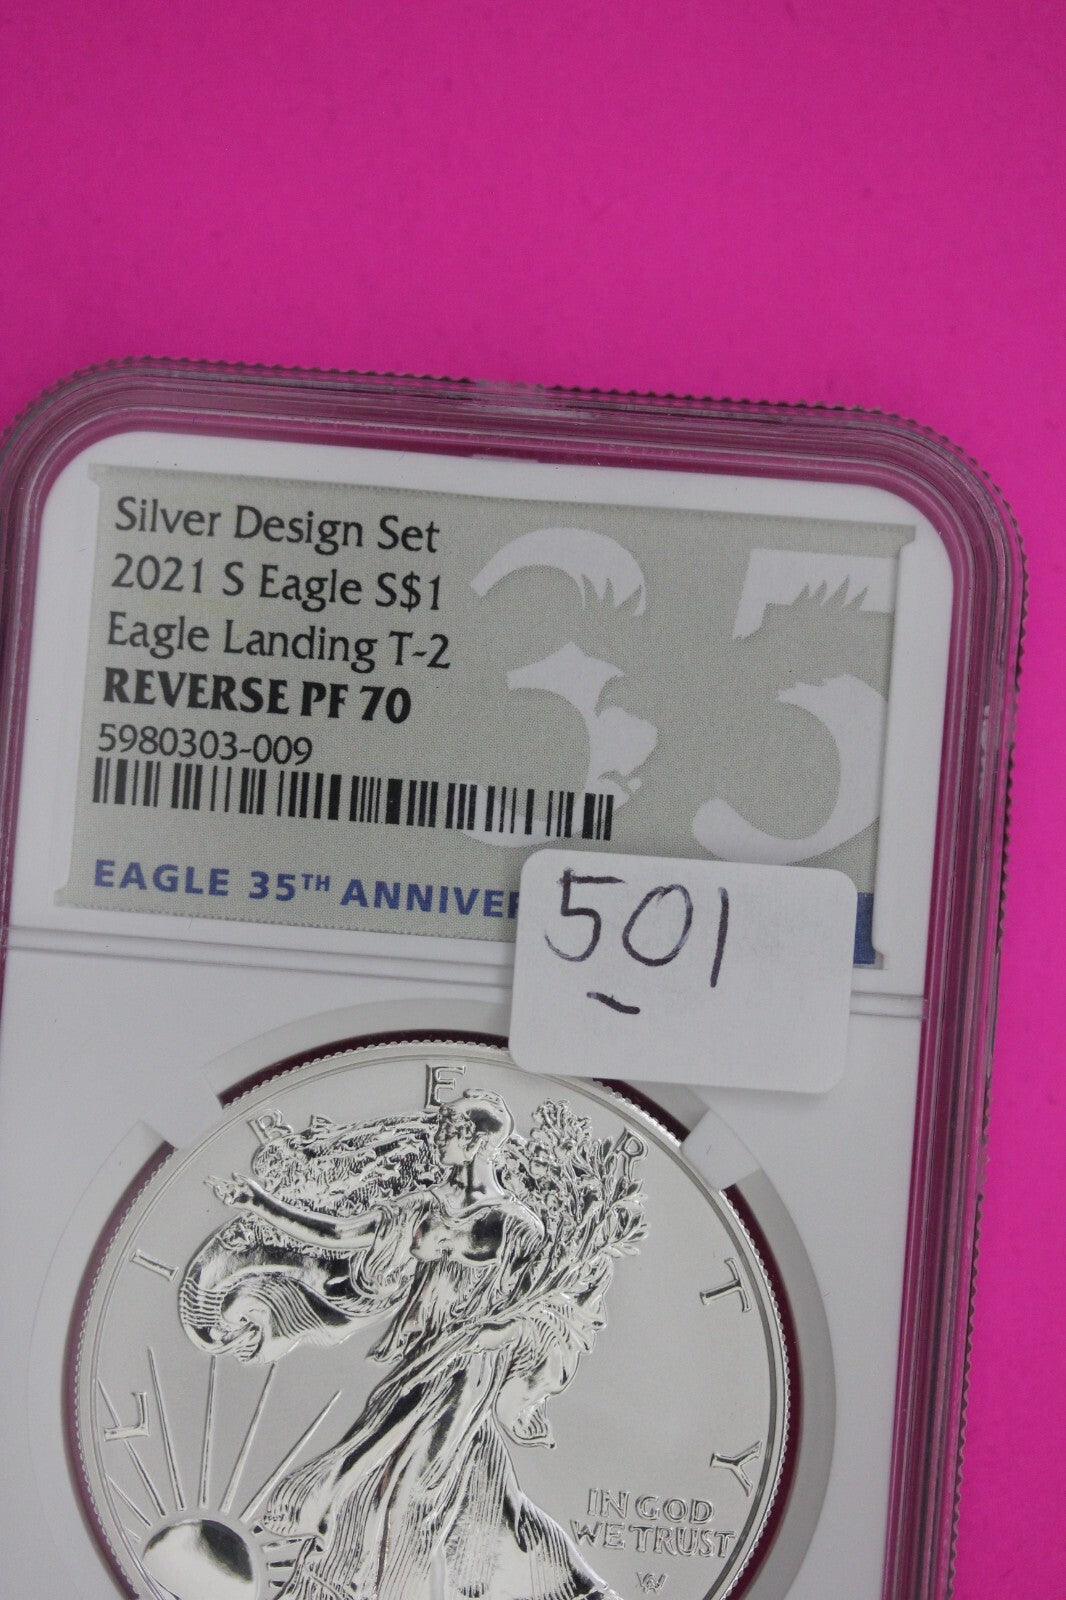 Silver Design Set
2021 S Eagle S$1
Eagle Landing T-2
REVERSE PF 70
5980303-009
35
EAGLE 35TH ANNIVER
501
LIBERTY
IN GOD
WE TRUST